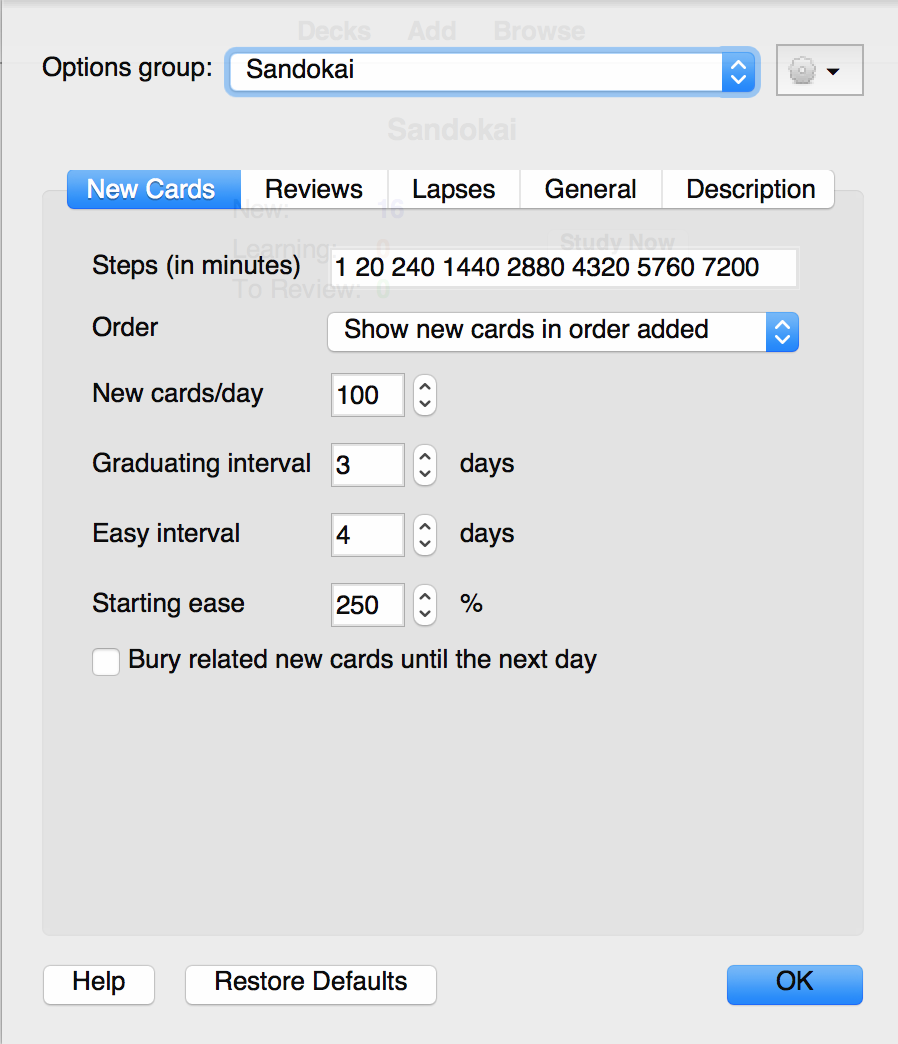 Decks Add Browse
Options group: Sandokai
Sandokai
New Cards Reviews Lapses General Description
New: 16
Learning: 0
Study Now
Steps (in minutes) 1 20 240 1440 2880 4320 5760 7200
To Review: 0
Order Show new cards in order added
New cards/day 100
Graduating interval 3 days
Easy interval 4 days
Starting ease 250 %
Bury related new cards until the next day
Help Restore Defaults OK